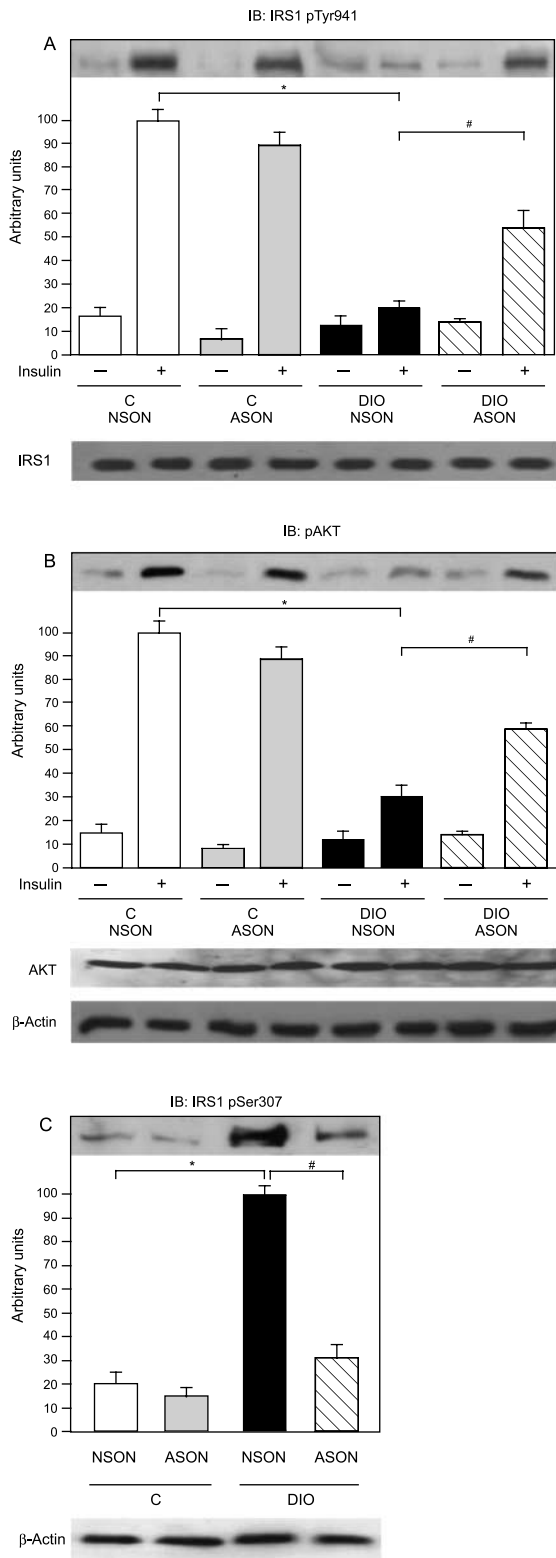 IB: IRS1 pTyr941
A
*
#
Arbitrary units
100
90
80
70
60
50
40
30
20
10
0
Insulin – + – + – + – +
C C DIO DIO
NSON ASON NSON ASON
IRS1
IB: pAKT
B
*
#
Arbitrary units
100
90
80
70
60
50
40
30
20
10
0
Insulin – + – + – + – +
C C DIO DIO
NSON ASON NSON ASON
AKT
β-Actin
IB: IRS1 pSer307
C
* #
Arbitrary units
100
90
80
70
60
50
40
30
20
10
0
NSON ASON NSON ASON
C DIO
β-Actin